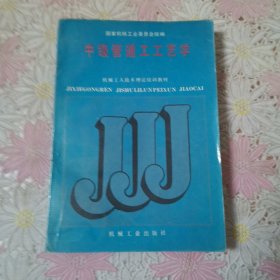 国家机械工业委员会统编
中级管道工工艺学
机械工人技术理论培训教材
JIXIEGONGREN JISHULILUNPEIXUN JIAOCAI
JJJ
机械工业出版社